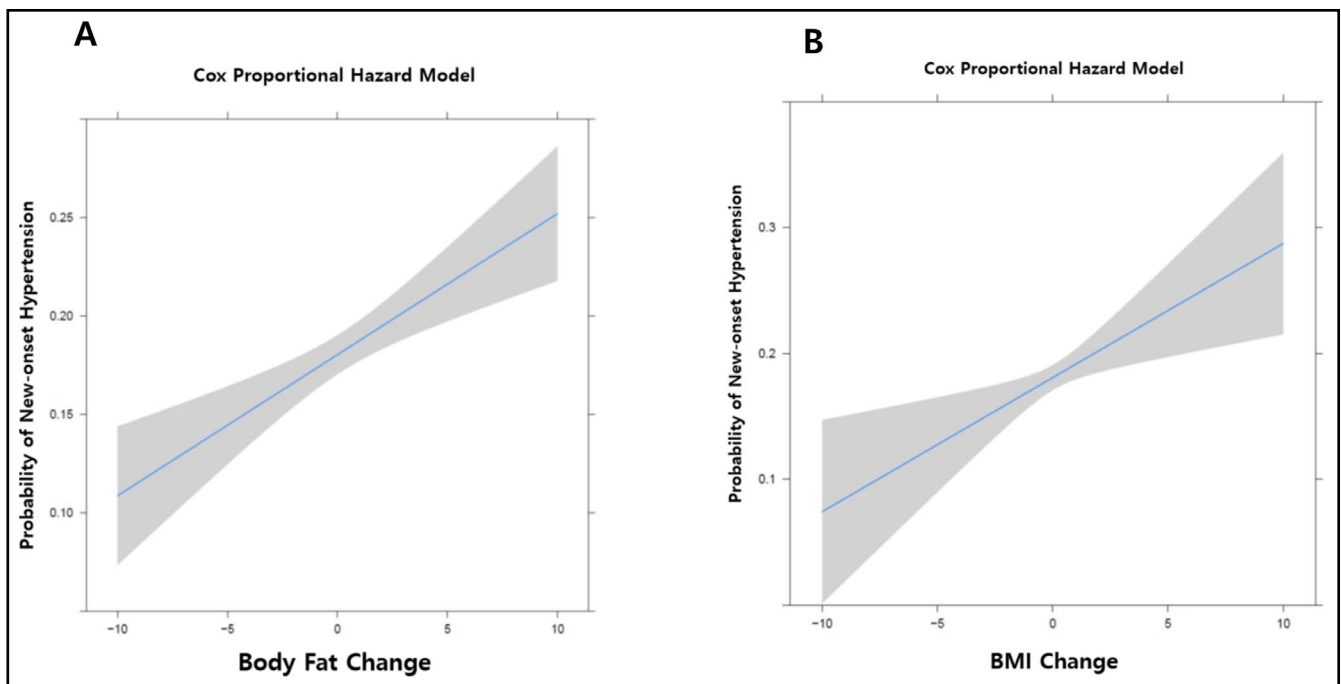 A
Cox Proportional Hazard Model
Probability of New-onset Hypertension
0.25
0.20
0.15
0.10
−10
−5
0
5
10
Body Fat Change
B
Cox Proportional Hazard Model
Probability of New-onset Hypertension
0.3
0.2
0.1
−10
−5
0
5
10
BMI Change